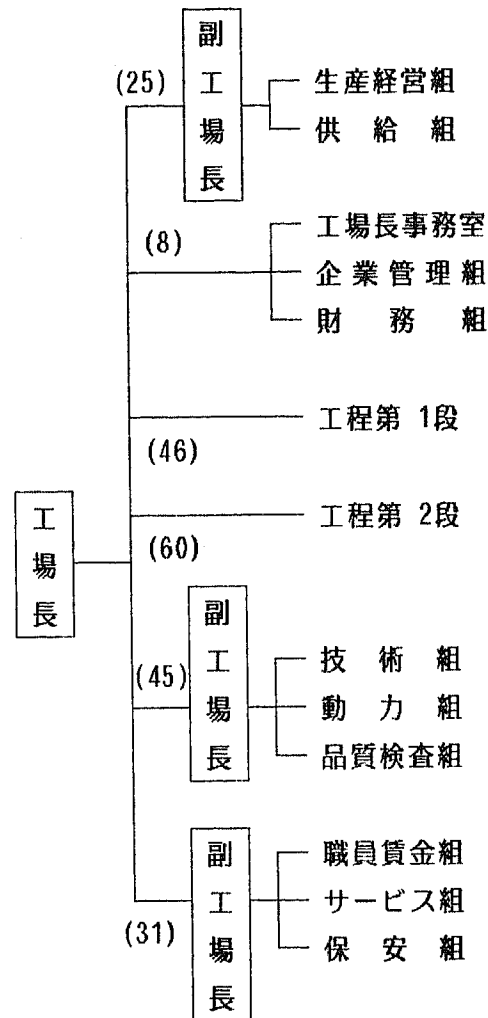 工場長
(25)
副工場長
生産経営組
供給組
(8)
工場長事務室
企業管理組
財務組
(46)
工程第 1段
(60)
工程第 2段
(45)
副工場長
技術組
動力組
品質検査組
(31)
副工場長
職員賃金組
サービス組
保安組